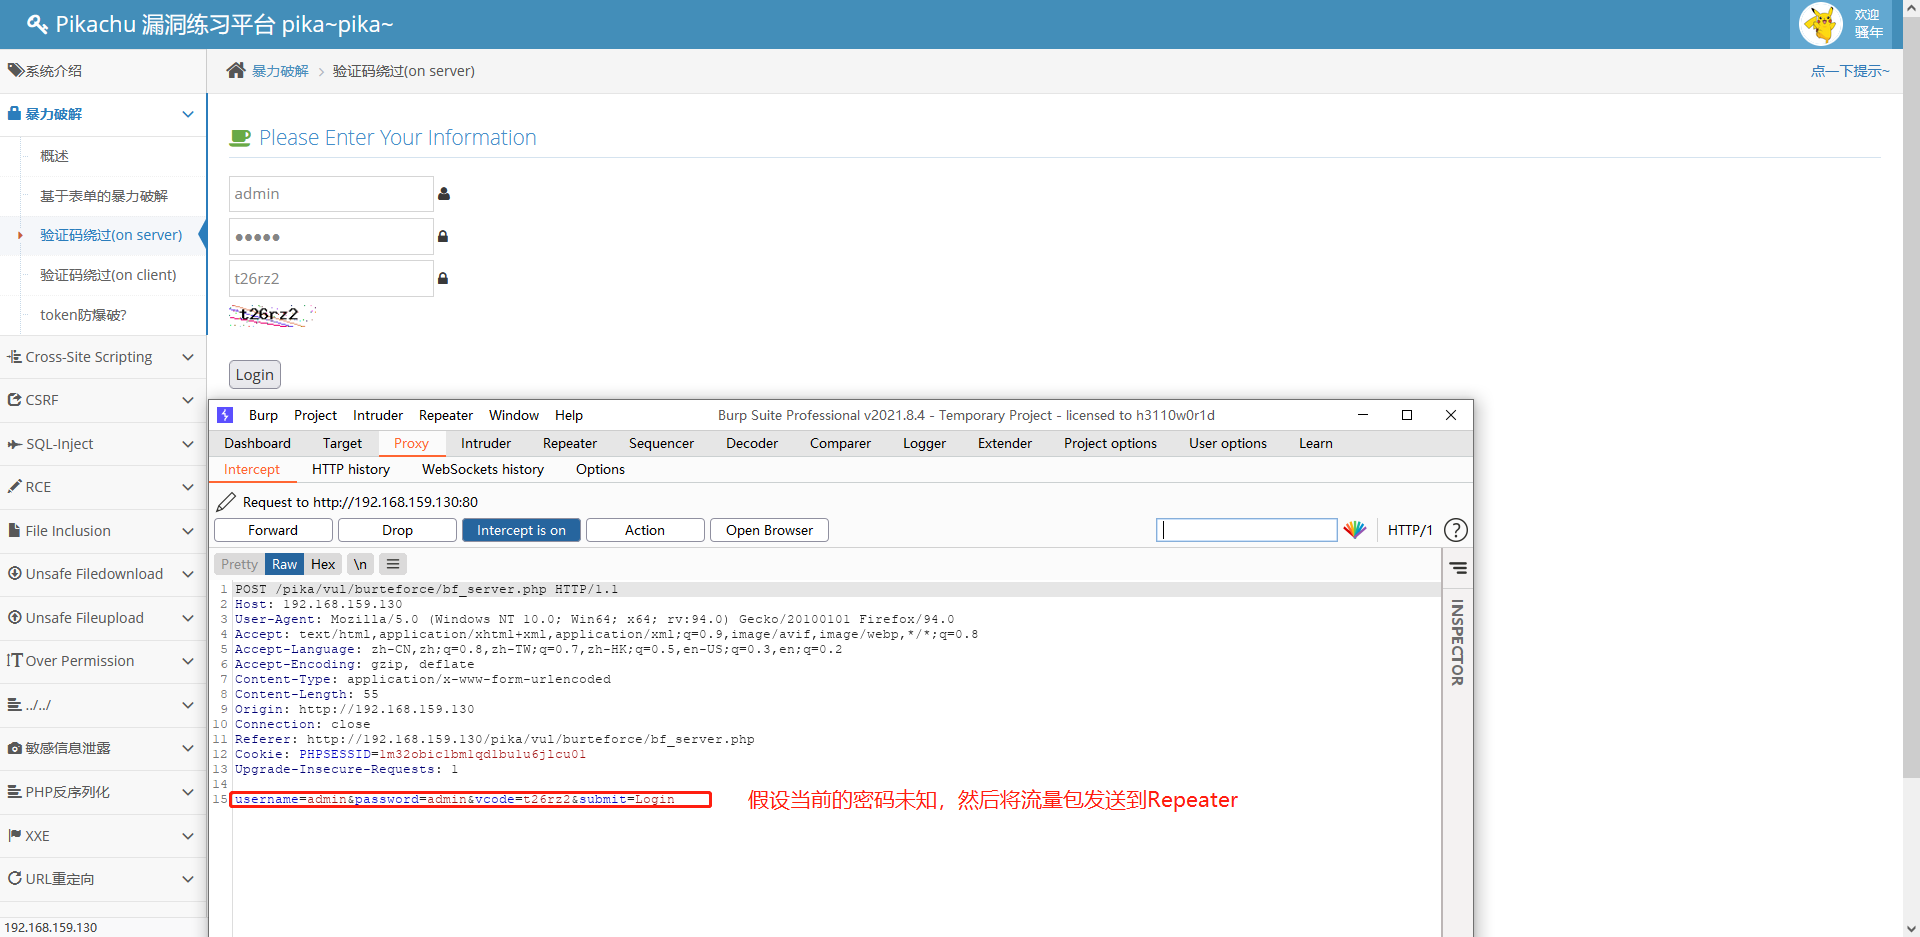 Pikachu 漏洞练习平台 pika~pika~
欢迎
骚年
系统介绍
暴力破解 › 验证码绕过(on server)
点一下提示~
暴力破解
概述
基于表单的暴力破解
验证码绕过(on server)
验证码绕过(on client)
token防爆破?
Cross-Site Scripting
CSRF
SQL-Inject
RCE
File Inclusion
Unsafe Filedownload
Unsafe Fileupload
Over Permission
../../
敏感信息泄露
PHP反序列化
XXE
URL重定向
192.168.159.130
Please Enter Your Information
admin
●●●●●
t26rz2
t26rz2
Login
Burp Project Intruder Repeater Window Help
Burp Suite Professional v2021.8.4 - Temporary Project - licensed to h3110w0r1d
Dashboard Target Proxy Intruder Repeater Sequencer Decoder Comparer Logger Extender Project options User options Learn
Intercept HTTP history WebSockets history Options
Request to http://192.168.159.130:80
Forward Drop Intercept is on Action Open Browser
HTTP/1 ?
Pretty Raw Hex \n
INSPECTOR
1 POST /pika/vul/burteforce/bf_server.php HTTP/1.1
2 Host: 192.168.159.130
3 User-Agent: Mozilla/5.0 (Windows NT 10.0; Win64; x64; rv:94.0) Gecko/20100101 Firefox/94.0
4 Accept: text/html,application/xhtml+xml,application/xml;q=0.9,image/avif,image/webp,*/*;q=0.8
5 Accept-Language: zh-CN,zh;q=0.8,zh-TW;q=0.7,zh-HK;q=0.5,en-US;q=0.3,en;q=0.2
6 Accept-Encoding: gzip, deflate
7 Content-Type: application/x-www-form-urlencoded
8 Content-Length: 55
9 Origin: http://192.168.159.130
10 Connection: close
11 Referer: http://192.168.159.130/pika/vul/burteforce/bf_server.php
12 Cookie: PHPSESSID=1m32obic1bm1qd1bu1u6jlcu01
13 Upgrade-Insecure-Requests: 1
14
15 username=admin&password=admin&vcode=t26rz2&submit=Login
假设当前的密码未知，然后将流量包发送到Repeater